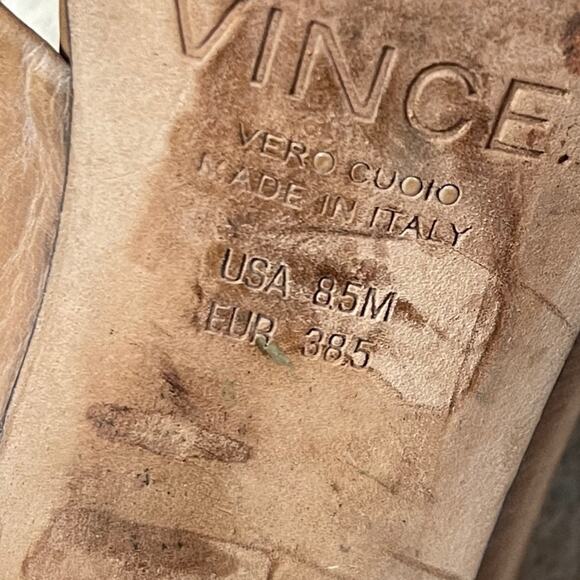 VINCE.
VERO CUOIO
MADE IN ITALY
USA 8.5M
EUR 38.5